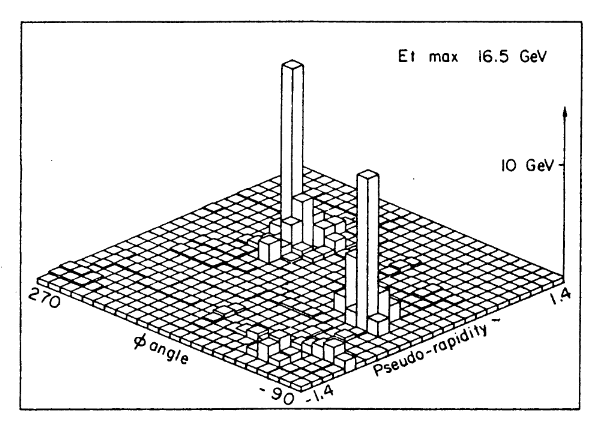 Et max 16.5 GeV
10 GeV
270
1.4
ϕ angle
Pseudo-rapidity
-90
-1.4